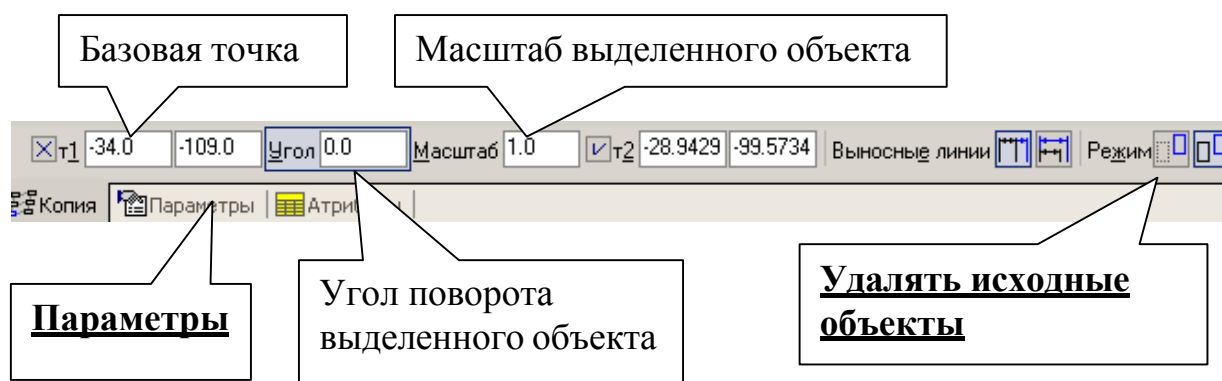 Базовая точка
Масштаб выделенного объекта
т1 -34.0 -109.0 Угол 0.0 Масштаб 1.0 т2 -28.9429 -99.5734 Выносные линии Режим
Копия Параметры
Параметры
Угол поворота
выделенного объекта
Удалять исходные
объекты